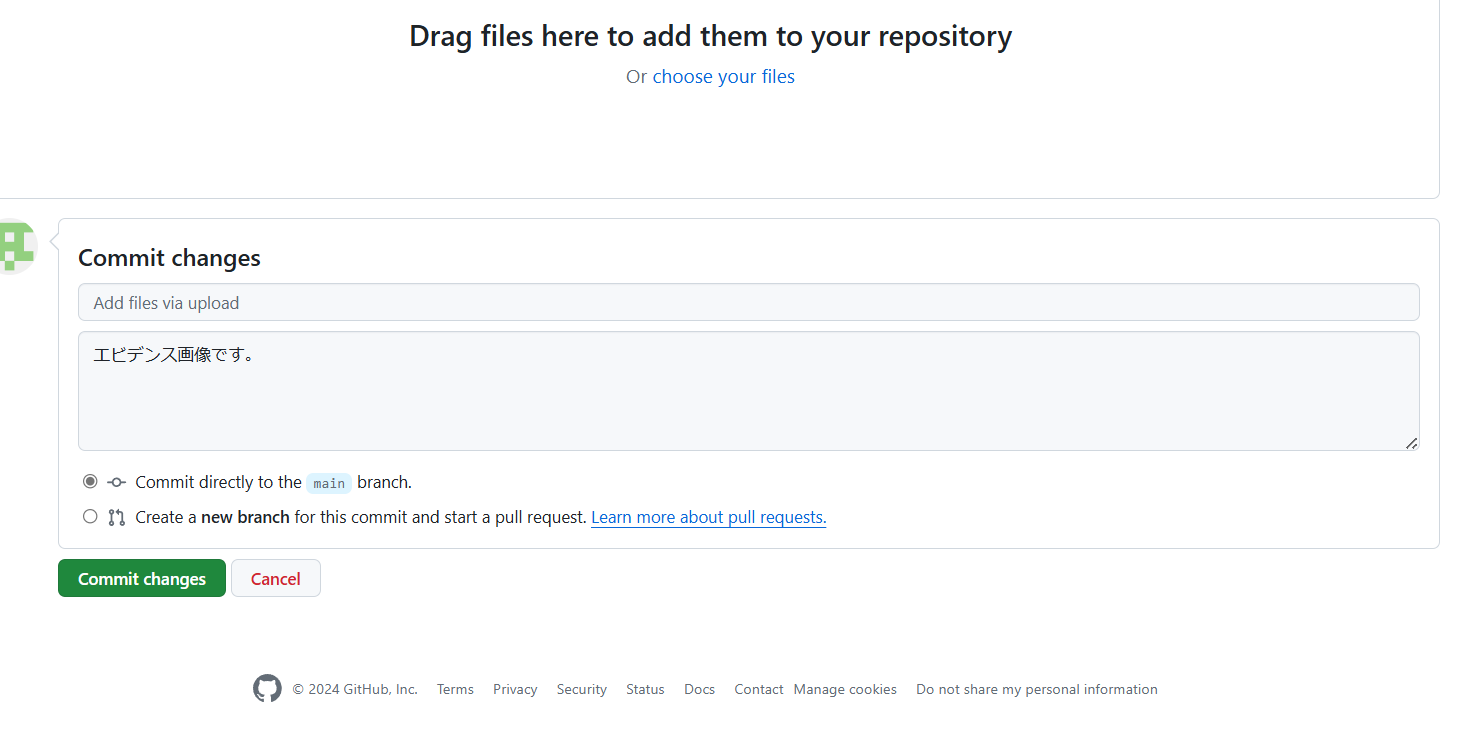 Drag files here to add them to your repository
Or choose your files
Commit changes
Add files via upload
エビデンス画像です。
Commit directly to the main branch.
Create a new branch for this commit and start a pull request. Learn more about pull requests.
Commit changes Cancel
© 2024 GitHub, Inc. Terms Privacy Security Status Docs Contact Manage cookies Do not share my personal information